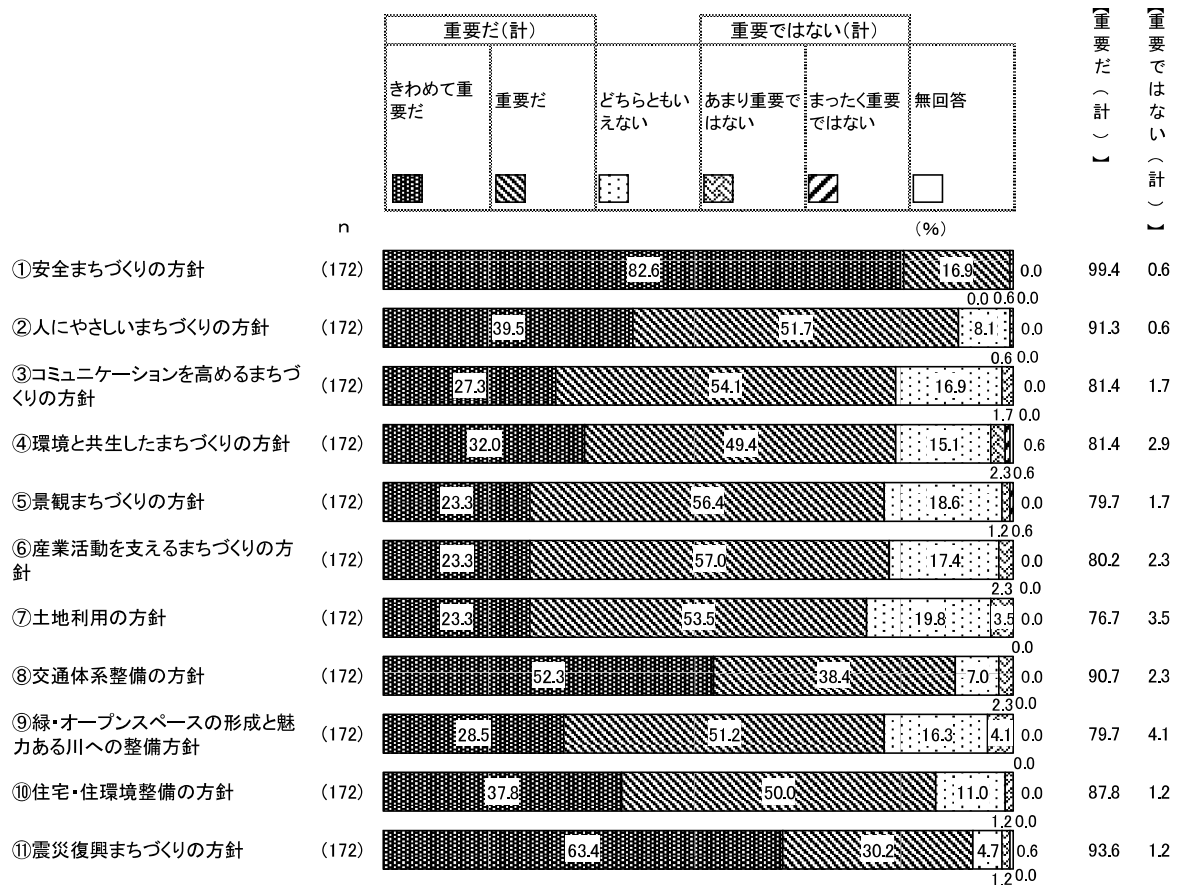 重要だ(計) 重要ではない(計)
きわめて重要だ 重要だ どちらともいえない あまり重要ではない まったく重要ではない 無回答
【重要だ(計)】
【重要ではない(計)】
n (%)
①安全まちづくりの方針 (172) 82.6 16.9 0.0 99.4 0.6
0.0 0.6 0.0
②人にやさしいまちづくりの方針 (172) 39.5 51.7 8.1 0.0 91.3 0.6
0.6 0.0
③コミュニケーションを高めるまちづ
くりの方針 (172) 27.3 54.1 16.9 0.0 81.4 1.7
1.7 0.0
④環境と共生したまちづくりの方針 (172) 32.0 49.4 15.1 0.6 81.4 2.9
2.3 0.6
⑤景観まちづくりの方針 (172) 23.3 56.4 18.6 0.0 79.7 1.7
1.2 0.6
⑥産業活動を支えるまちづくりの方
針 (172) 23.3 57.0 17.4 0.0 80.2 2.3
2.3 0.0
⑦土地利用の方針 (172) 23.3 53.5 19.8 3.5 0.0 76.7 3.5
0.0
⑧交通体系整備の方針 (172) 52.3 38.4 7.0 0.0 90.7 2.3
2.3 0.0
⑨緑・オープンスペースの形成と魅
力ある川への整備方針 (172) 28.5 51.2 16.3 4.1 0.0 79.7 4.1
0.0
⑩住宅・住環境整備の方針 (172) 37.8 50.0 11.0 0.0 87.8 1.2
1.2 0.0
⑪震災復興まちづくりの方針 (172) 63.4 30.2 4.7 0.6 93.6 1.2
1.2 0.0